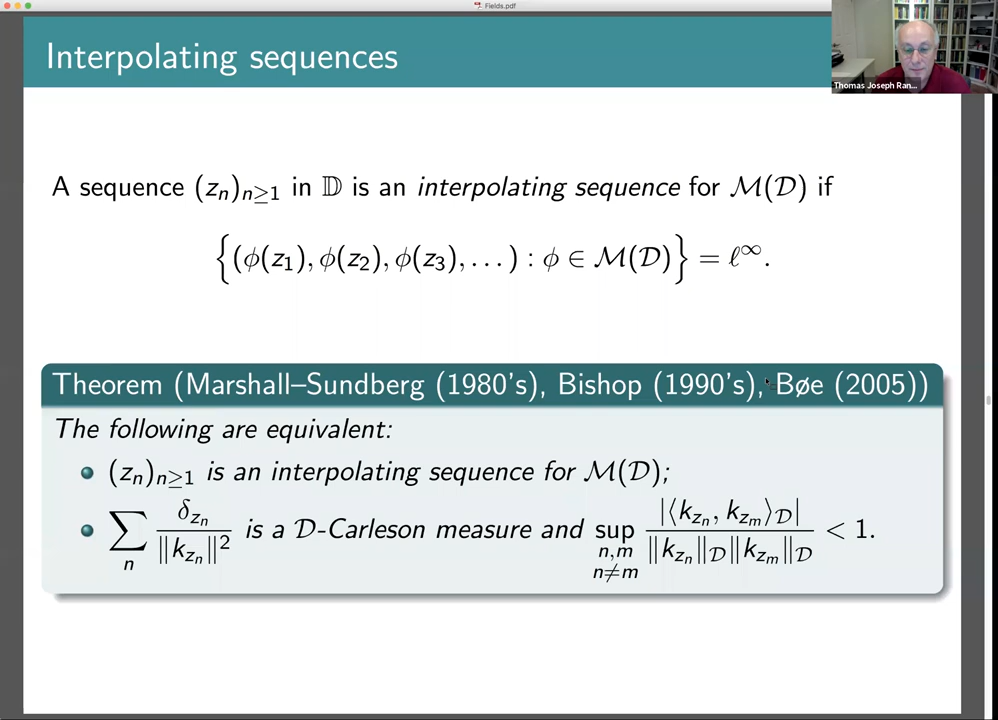 Fields.pdf
Interpolating sequences
Thomas Joseph Ran...
A sequence (zₙ)ₙ≥₁ in 𝔻 is an interpolating sequence for ℳ(𝒟) if
{(ϕ(z₁), ϕ(z₂), ϕ(z₃), . . . ) : ϕ ∈ ℳ(𝒟)} = ℓ^∞.
Theorem (Marshall–Sundberg (1980's), Bishop (1990's), Bøe (2005))
The following are equivalent:
(zₙ)ₙ≥₁ is an interpolating sequence for ℳ(𝒟);
∑_n δ_{zₙ} / ‖k_{zₙ}‖² is a 𝒟-Carleson measure and sup_{n,m n≠m} |⟨k_{zₙ}, k_{zₘ}⟩_𝒟| / ‖k_{zₙ}‖_𝒟 ‖k_{zₘ}‖_𝒟 < 1.